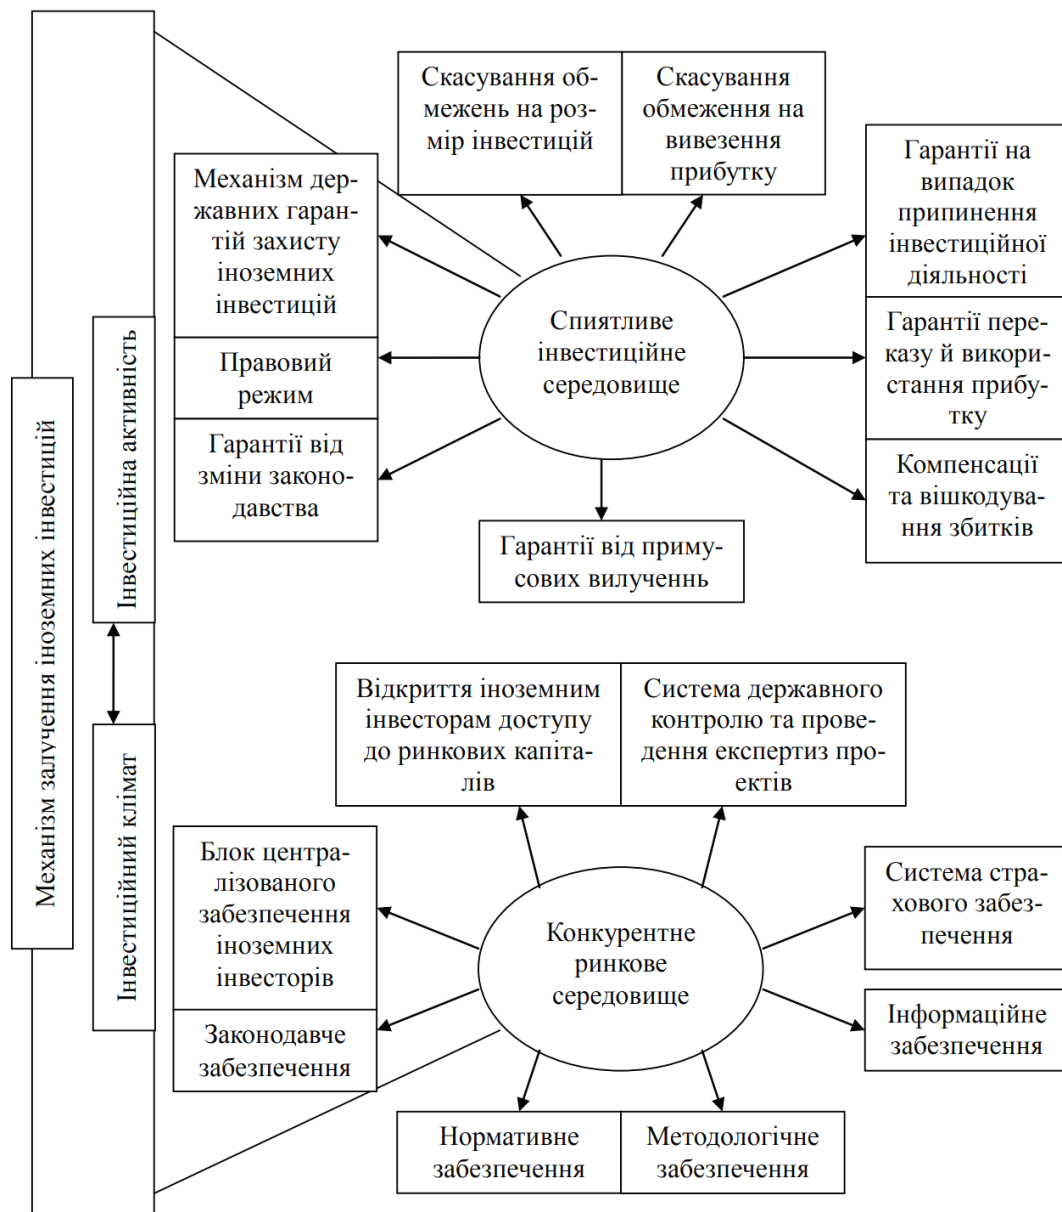 Механізм залучення іноземних інвестицій
Інвестиційна активність
Інвестиційний клімат
Скасування об-
межень на роз-
мір інвестицій
Скасування
обмеження на
вивезення
прибутку
Механізм дер-
жавних гаран-
тій захисту
іноземних
інвестицій
Правовий
режим
Гарантії від
зміни законо-
давства
Спиятливе
інвестиційне
середовище
Гарантії на
випадок
припинення
інвестиційної
діяльності
Гарантії пере-
казу й викори-
стання прибут-
ку
Компенсації
та вішкодува-
ння збитків
Гарантії від приму-
сових вилученнь
Відкриття іноземним
інвесторам доступу
до ринкових капіта-
лів
Система державного
контролю та прове-
дення експертиз про-
ектів
Блок центра-
лізованого
забезпечення
іноземних
інвесторів
Законодавче
забезпечення
Конкурентне
ринкове
середовище
Система стра-
хового забез-
печення
Інформаційне
забезпечення
Нормативне
забезпечення
Методологічне
забезпечення